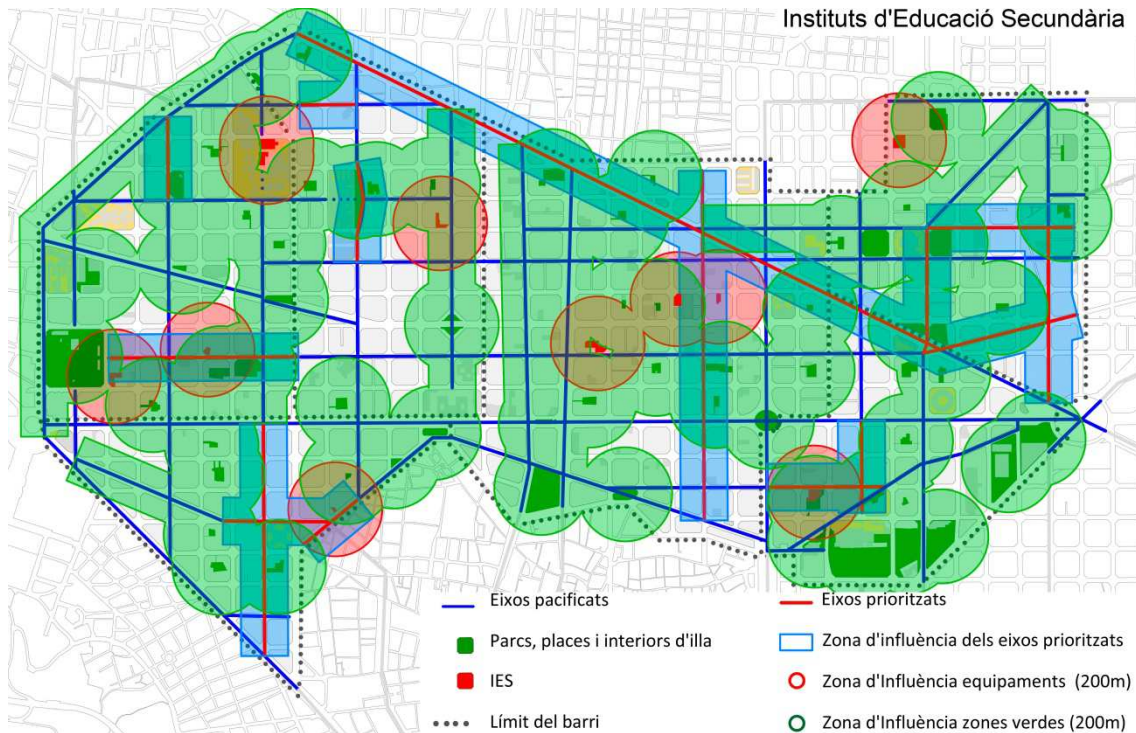 Instituts d'Educació Secundària
Eixos pacificats
Parcs, places i interiors d'illa
IES
Límit del barri
Eixos prioritzats
Zona d'influència dels eixos prioritzats
Zona d'Influència equipaments (200m)
Zona d'Influència zones verdes (200m)